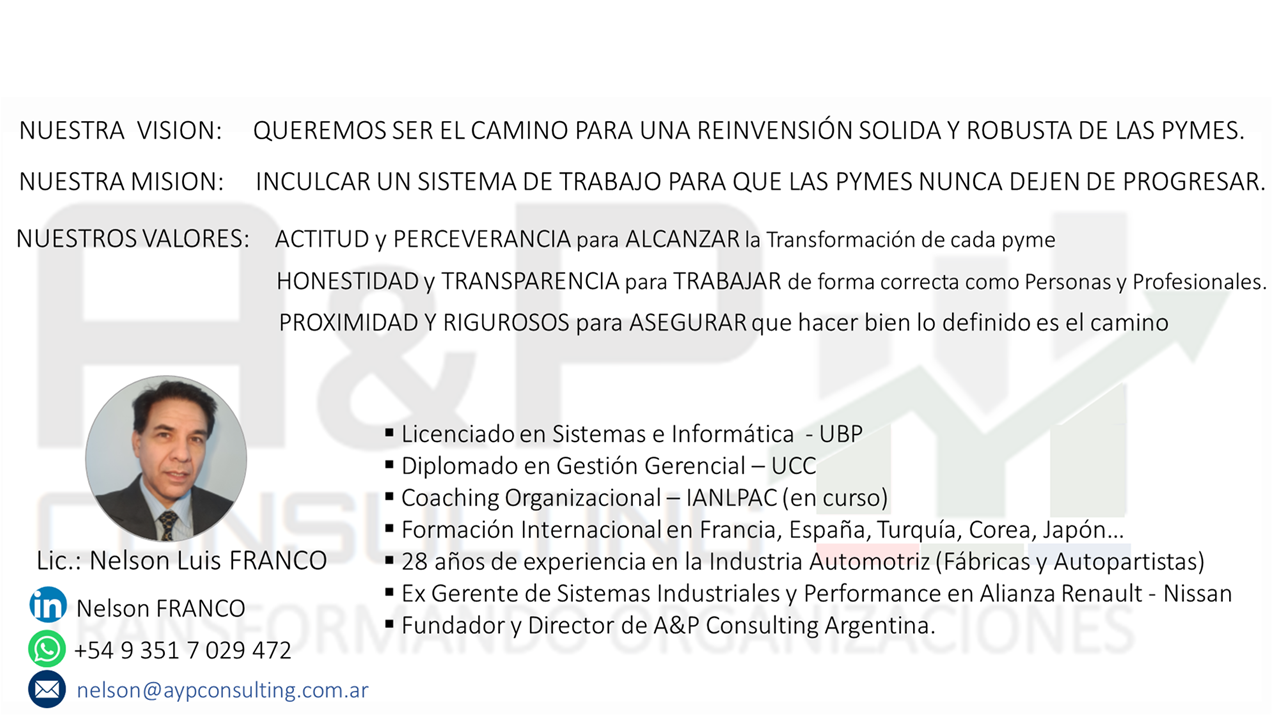 NUESTRA VISION: QUEREMOS SER EL CAMINO PARA UNA REINVENSIÓN SOLIDA Y ROBUSTA DE LAS PYMES.
NUESTRA MISION: INCULCAR UN SISTEMA DE TRABAJO PARA QUE LAS PYMES NUNCA DEJEN DE PROGRESAR.
NUESTROS VALORES: ACTITUD y PERCEVERANCIA para ALCANZAR la Transformación de cada pyme
HONESTIDAD y TRANSPARENCIA para TRABAJAR de forma correcta como Personas y Profesionales.
PROXIMIDAD Y RIGUROSOS para ASEGURAR que hacer bien lo definido es el camino
A&P
CONSULTING
TRANSFORMANDO ORGANIZACIONES
▪ Licenciado en Sistemas e Informática - UBP
▪ Diplomado en Gestión Gerencial – UCC
▪ Coaching Organizacional – IANLPAC (en curso)
▪ Formación Internacional en Francia, España, Turquía, Corea, Japón...
▪ 28 años de experiencia en la Industria Automotriz (Fábricas y Autopartistas)
▪ Ex Gerente de Sistemas Industriales y Performance en Alianza Renault - Nissan
▪ Fundador y Director de A&P Consulting Argentina.
Lic.: Nelson Luis FRANCO
in Nelson FRANCO
+54 9 351 7 029 472
nelson@aypconsulting.com.ar